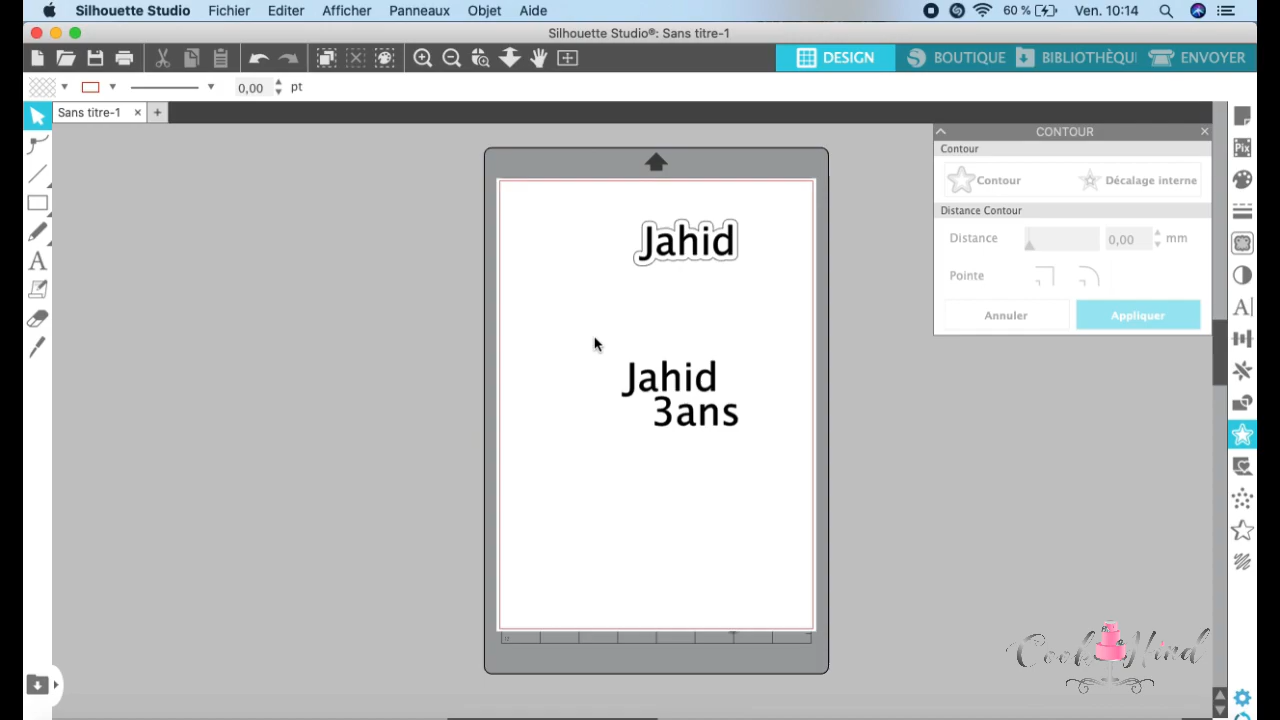 Silhouette Studio Fichier Editer Afficher Panneaux Objet Aide 60 % Ven. 10:14
Silhouette Studio®: Sans titre-1
DESIGN BOUTIQUE BIBLIOTHÈQU ENVOYER
0,00 pt
Sans titre-1
CONTOUR
Contour
Contour Décalage interne
Distance Contour
Distance 0,00 mm
Pointe
Annuler Appliquer
Jahid
Jahid
3ans
Pix